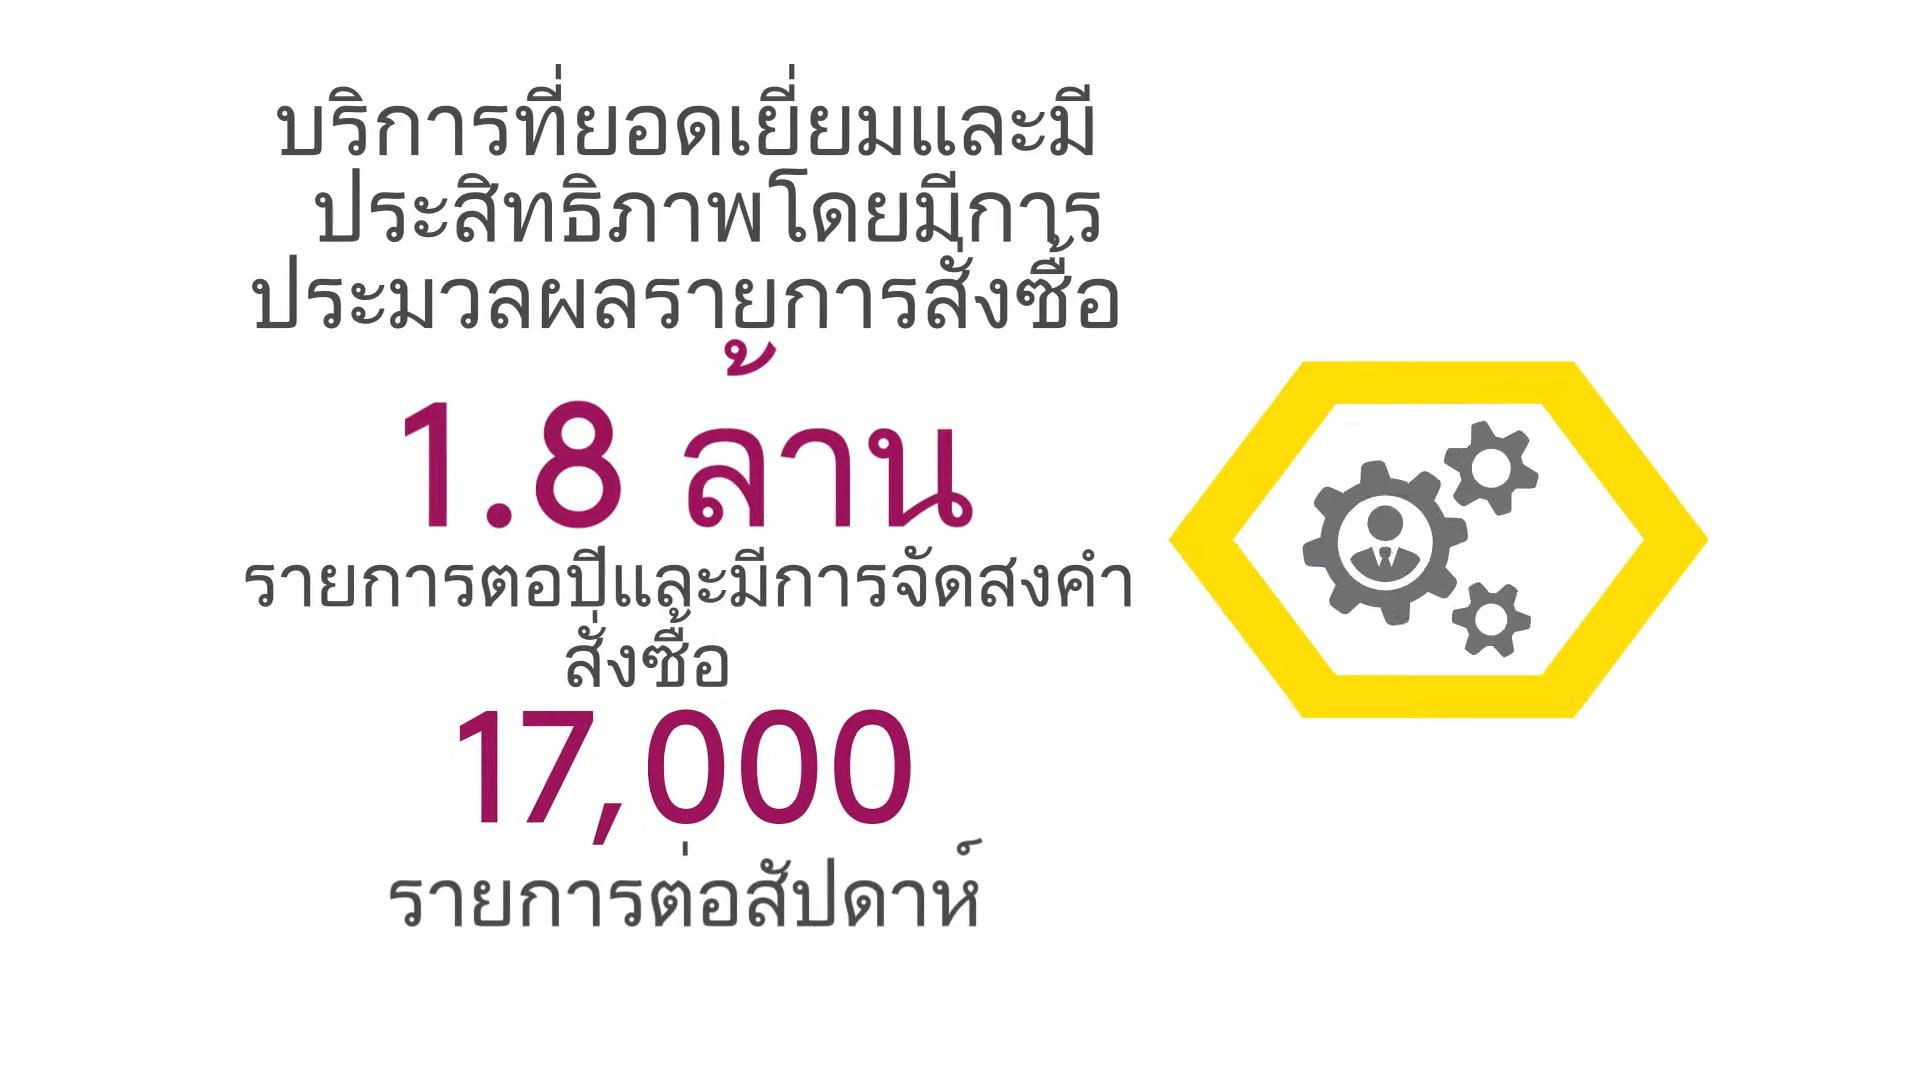 บริการที่ยอดเยี่ยมและมี
ประสิทธิภาพโดยมีการ
ประมวลผลรายการสั่งซื้อ
1.8 ล้าน
รายการตอปีและมีการจัดสงคำ
สั่งซื้อ
17,000
รายการต่อสัปดาห์